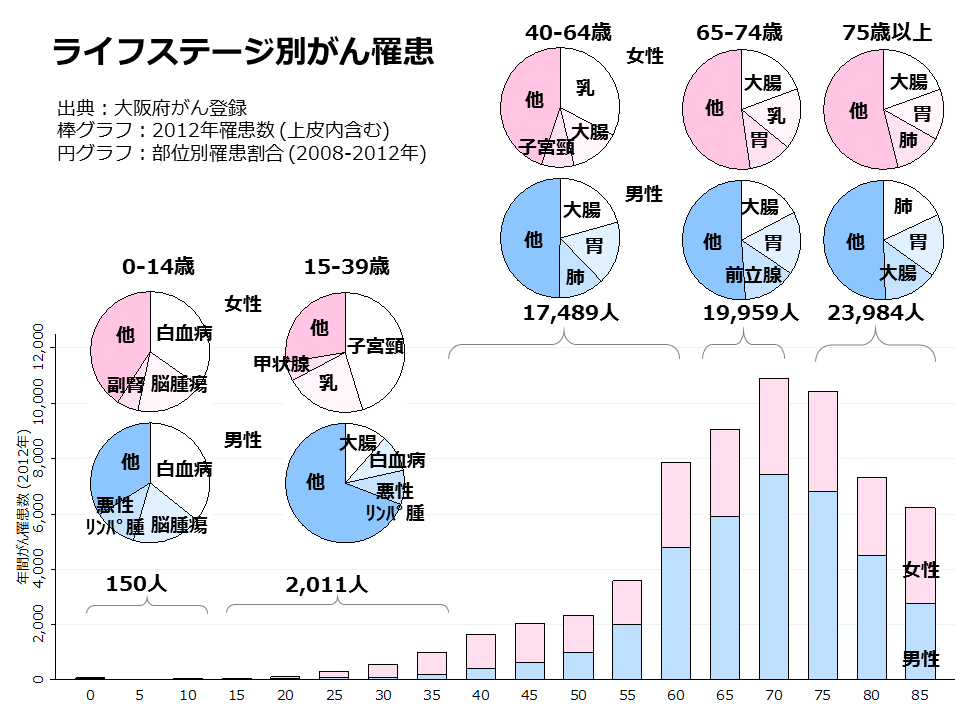 ライフステージ別がん罹患
出典：大阪府がん登録
棒グラフ：2012年罹患数 (上皮内含む)
円グラフ：部位別罹患割合 (2008-2012年)
40-64歳
65-74歳
75歳以上
女性
乳
大腸
子宮頸
他
大腸
乳
胃
他
大腸
胃
肺
他
男性
大腸
胃
肺
他
大腸
胃
前立腺
他
肺
胃
大腸
他
17,489人
19,959人
23,984人
0-14歳
15-39歳
女性
白血病
脳腫瘍
副腎
他
子宮頸
乳
甲状腺
他
男性
白血病
脳腫瘍
悪性
ﾘﾝﾊﾟ腫
他
大腸
白血病
悪性
ﾘﾝﾊﾟ腫
他
150人
2,011人
年間がん罹患数 (2012年)
12,000
10,000
8,000
6,000
4,000
2,000
0
女性
男性
0 5 10 15 20 25 30 35 40 45 50 55 60 65 70 75 80 85